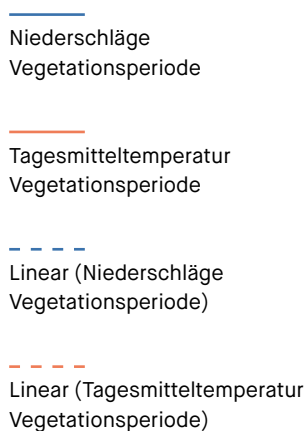 Niederschläge
Vegetationsperiode
Tagesmitteltemperatur
Vegetationsperiode
Linear (Niederschläge
Vegetationsperiode)
Linear (Tagesmitteltemperatur
Vegetationsperiode)